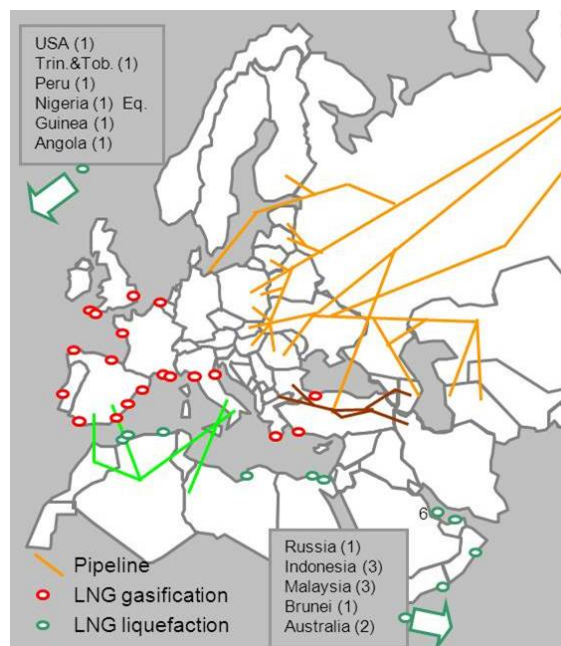 USA (1)
Trin.&Tob. (1)
Peru (1)
Nigeria (1)  Eq.
Guinea (1)
Angola (1)
6
Russia (1)
Indonesia (3)
Malaysia (3)
Brunei (1)
Australia (2)
Pipeline
LNG gasification
LNG liquefaction